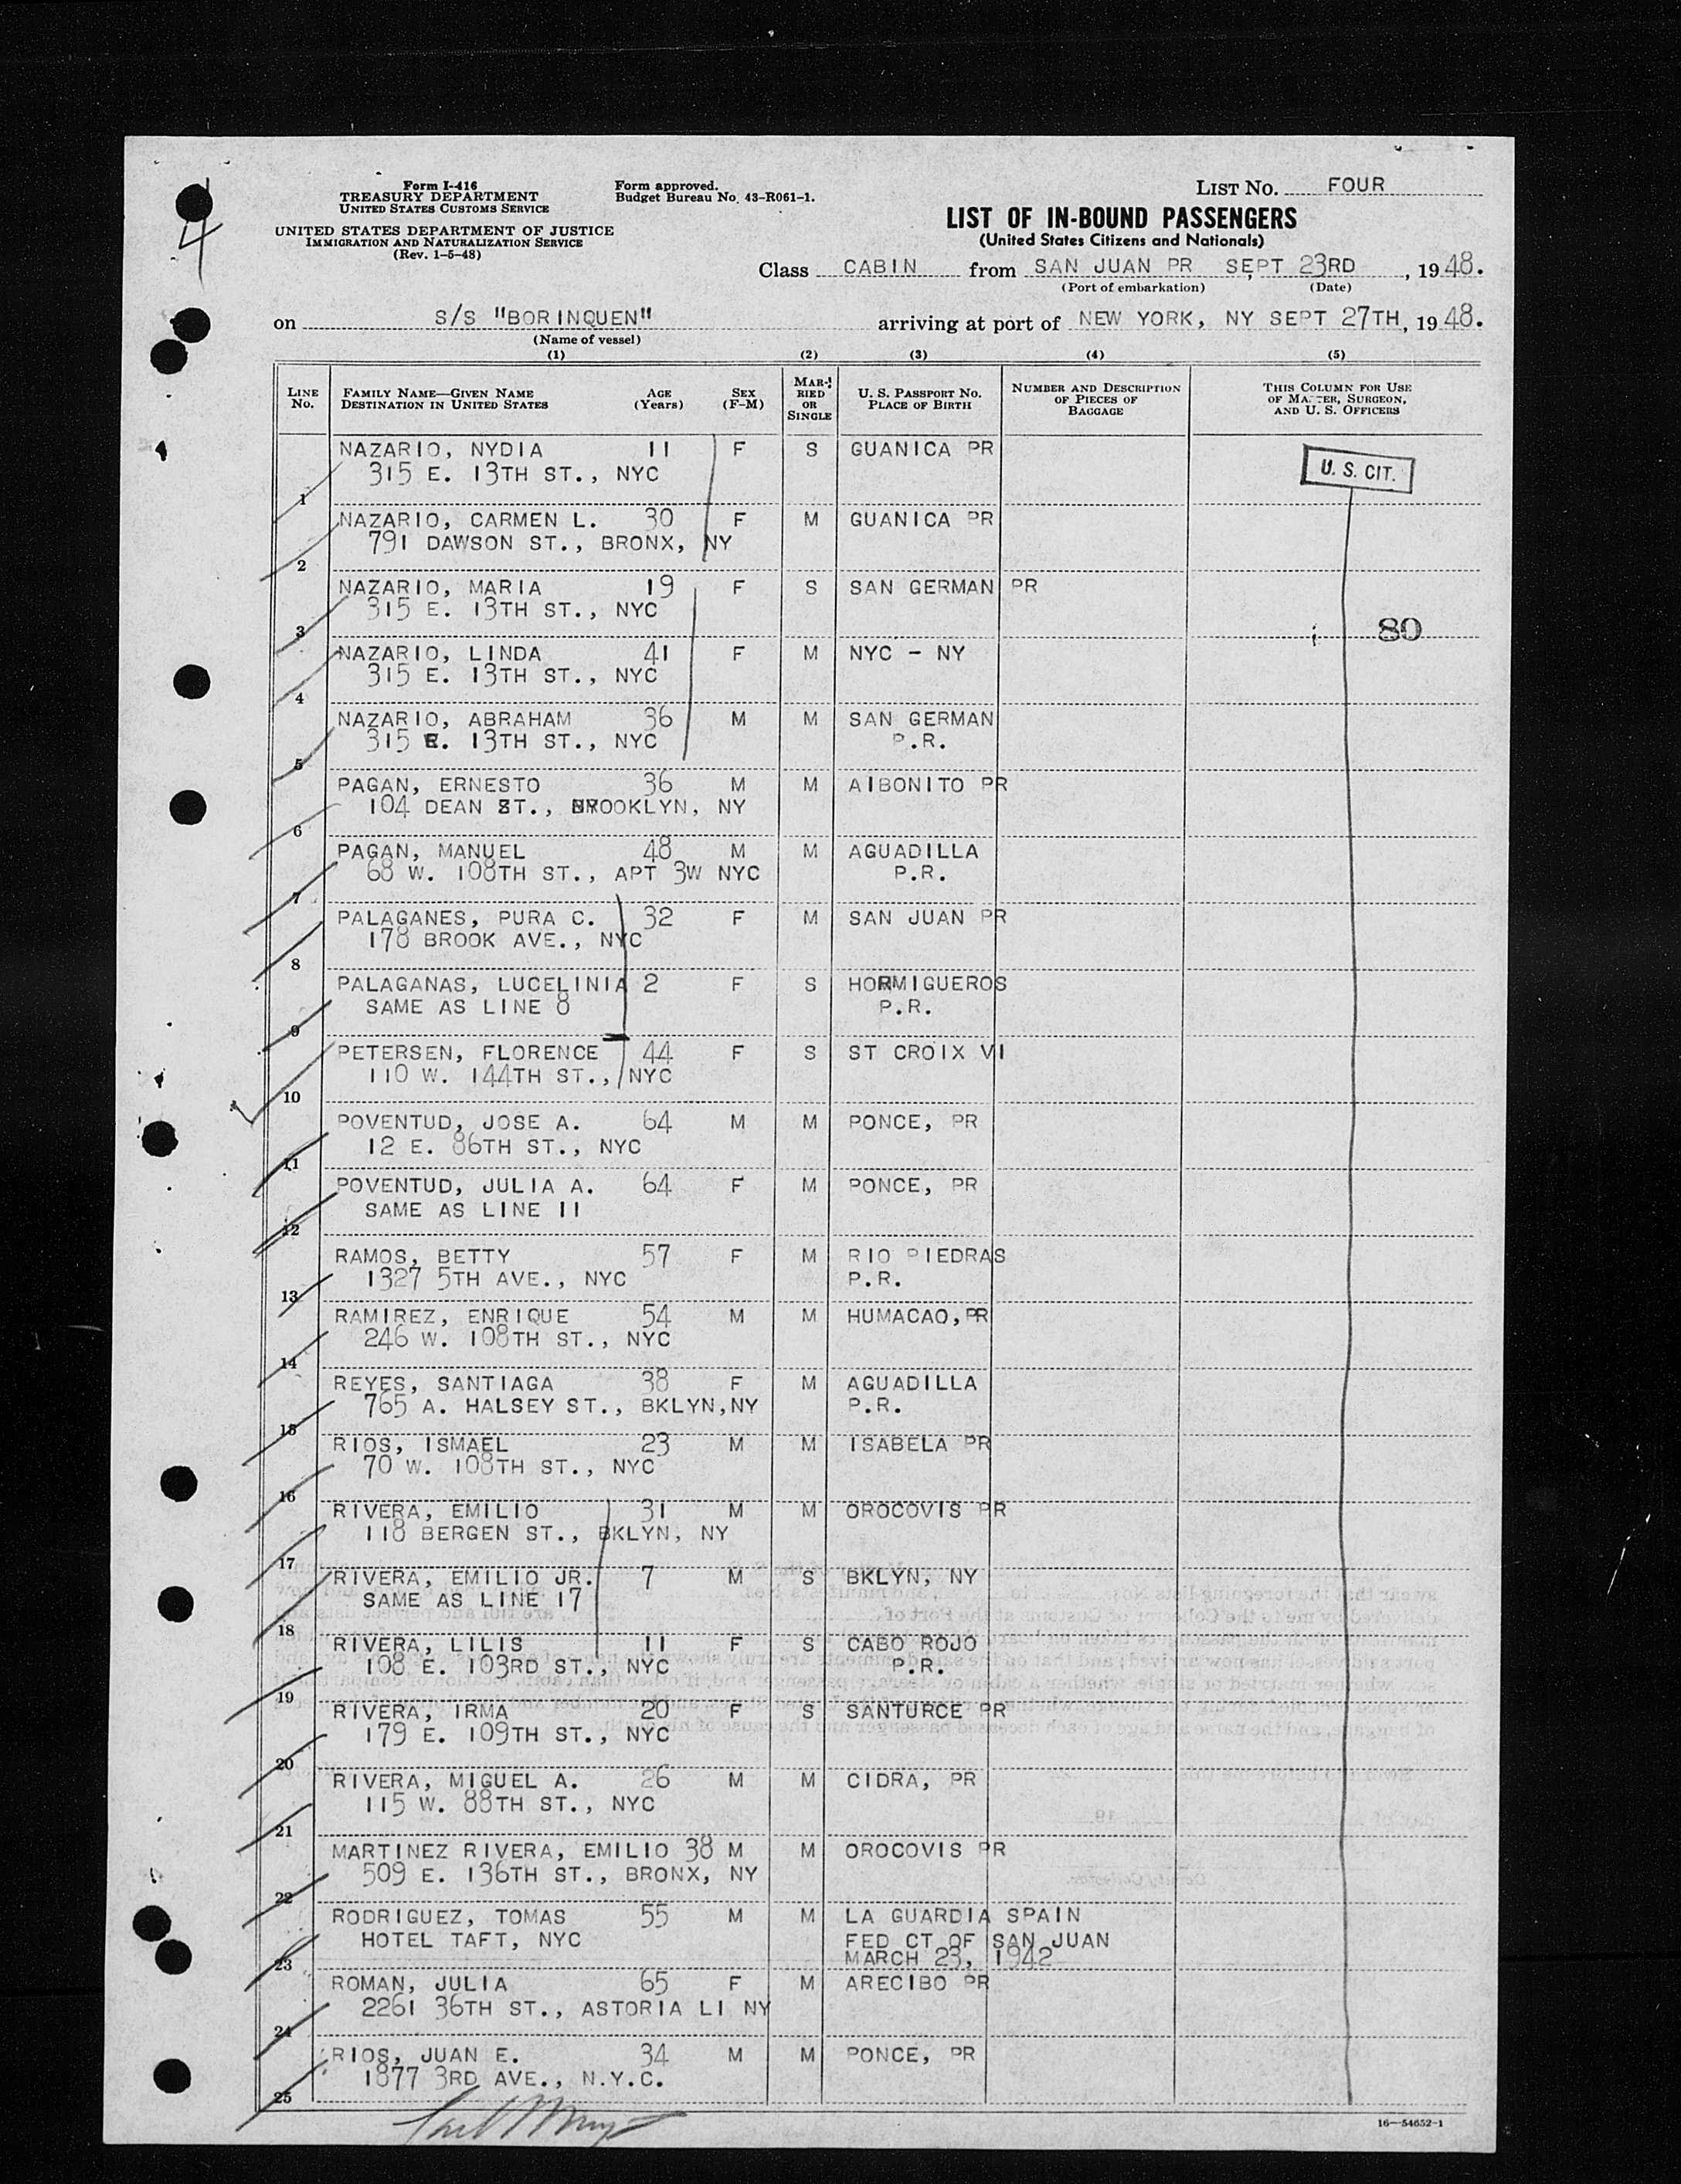 4
Form I-416
TREASURY DEPARTMENT
UNITED STATES CUSTOMS SERVICE
UNITED STATES DEPARTMENT OF JUSTICE
IMMIGRATION AND NATURALIZATION SERVICE
(Rev. 1-5-48)
Form approved.
Budget Bureau No. 43-R061-1.
LIST NO. FOUR
LIST OF IN-BOUND PASSENGERS
(United States Citizens and Nationals)
Class CABIN from SAN JUAN PR SEPT 23RD, 1948.
(Port of embarkation) (Date)
on S/S "BORINQUEN" arriving at port of NEW YORK, NY SEPT 27TH, 1948.
(Name of vessel)
(1) (2) (3) (4) (5)
LINE NO.
FAMILY NAME—GIVEN NAME
DESTINATION IN UNITED STATES
AGE (Years)
SEX (F-M)
MARRIED OR SINGLE
U. S. PASSPORT NO.
PLACE OF BIRTH
NUMBER AND DESCRIPTION OF PIECES OF BAGGAGE
THIS COLUMN FOR USE OF MASTER, SURGEON, AND U. S. OFFICERS
NAZARIO, NYDIA 11 F S GUANICA PR
U. S. CIT.
315 E. 13TH ST., NYC
1
NAZARIO, CARMEN L. 30 F M GUANICA PR
791 DAWSON ST., BRONX, NY
2
NAZARIO, MARIA 19 F S SAN GERMAN PR
315 E. 13TH ST., NYC
3 80
NAZARIO, LINDA 41 F M NYC - NY
315 E. 13TH ST., NYC
4
NAZARIO, ABRAHAM 36 M M SAN GERMAN
315 E. 13TH ST., NYC P.R.
5
PAGAN, ERNESTO 36 M M AIBONITO PR
104 DEAN ST., BROOKLYN, NY
6
PAGAN, MANUEL 48 M M AGUADILLA
68 W. 108TH ST., APT 3W NYC P.R.
7
PALAGANES, PURA C. 32 F M SAN JUAN PR
178 BROOK AVE., NYC
8
PALAGANAS, LUCELINIA 2 F S HORMIGUEROS
SAME AS LINE 8 P.R.
9
PETERSEN, FLORENCE 44 F S ST CROIX VI
110 W. 144TH ST., NYC
10
POVENTUD, JOSE A. 64 M M PONCE, PR
12 E. 86TH ST., NYC
11
POVENTUD, JULIA A. 64 F M PONCE, PR
SAME AS LINE 11
12
RAMOS, BETTY 57 F M RIO PIEDRAS
1327 5TH AVE., NYC P.R.
13
RAMIREZ, ENRIQUE 54 M M HUMACAO, PR
246 W. 108TH ST., NYC
14
REYES, SANTIAGA 38 F M AGUADILLA
765 A. HALSEY ST., BKLYN,NY P.R.
15
RIOS, ISMAEL 23 M M ISABELA PR
70 W. 108TH ST., NYC
16
RIVERA, EMILIO 31 M M OROCOVIS PR
118 BERGEN ST., BKLYN, NY
17
RIVERA, EMILIO JR. 7 M S BKLYN, NY
SAME AS LINE 17
18
RIVERA, LILIS 11 F S CABO ROJO
108 E. 103RD ST., NYC P.R.
19
RIVERA, IRMA 20 F S SANTURCE PR
179 E. 109TH ST., NYC
20
RIVERA, MIGUEL A. 26 M M CIDRA, PR
115 W. 88TH ST., NYC
21
MARTINEZ RIVERA, EMILIO 38 M M OROCOVIS PR
509 E. 136TH ST., BRONX, NY
22
RODRIGUEZ, TOMAS 55 M M LA GUARDIA SPAIN
HOTEL TAFT, NYC FED CT OF SAN JUAN
MARCH 23, 1942
23
ROMAN, JULIA 65 F M ARECIBO PR
2261 36TH ST., ASTORIA LI NY
24
RIOS, JUAN E. 34 M M PONCE, PR
1877 3RD AVE., N.Y.C.
25
16—54652-1